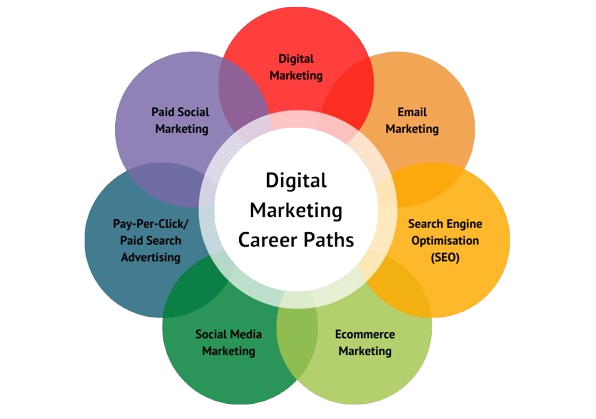 Digital
Marketing
Email
Marketing
Search Engine
Optimisation
(SEO)
Ecommerce
Marketing
Social Media
Marketing
Pay-Per-Click/
Paid Search
Advertising
Paid Social
Marketing
Digital
Marketing
Career Paths